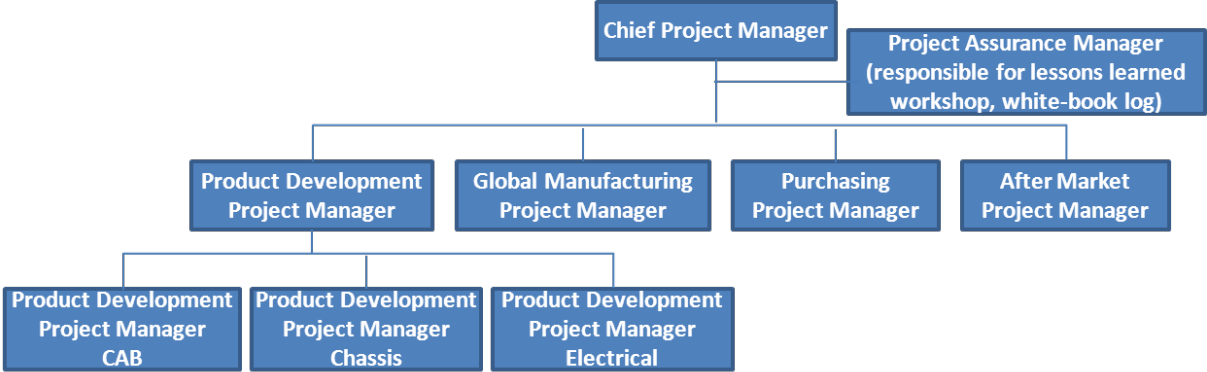 Chief Project Manager
Project Assurance Manager
(responsible for lessons learned
workshop, white-book log)
Product Development
Project Manager
Global Manufacturing
Project Manager
Purchasing
Project Manager
After Market
Project Manager
Product Development
Project Manager
CAB
Product Development
Project Manager
Chassis
Product Development
Project Manager
Electrical